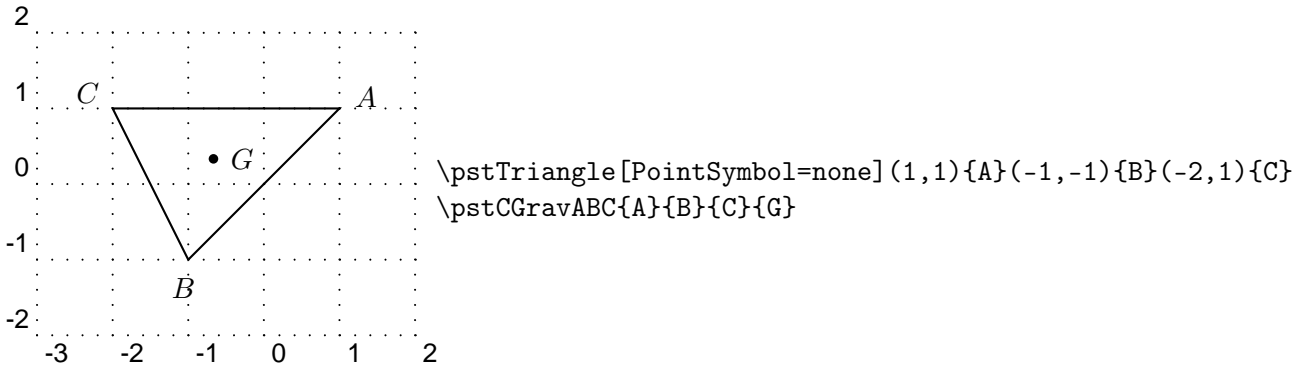 2
1
C
A
G
0
-1
B
-2
-3 -2 -1 0 1 2
\pstTriangle[PointSymbol=none](1,1){A}(-1,-1){B}(-2,1){C}
\pstCGravABC{A}{B}{C}{G}